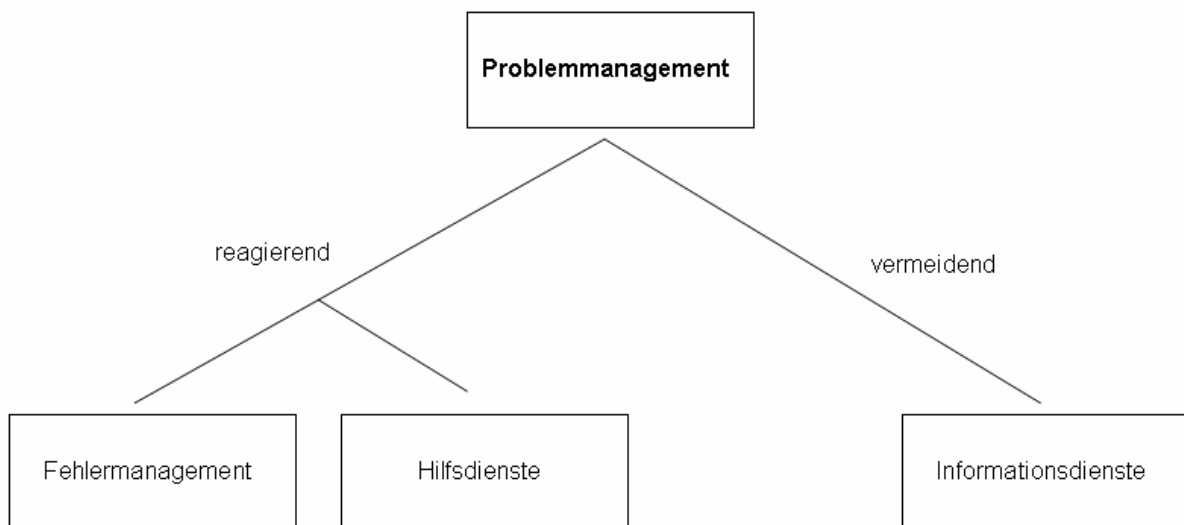 Problemmanagement
reagierend
vermeidend
Fehlermanagement
Hilfsdienste
Informationsdienste